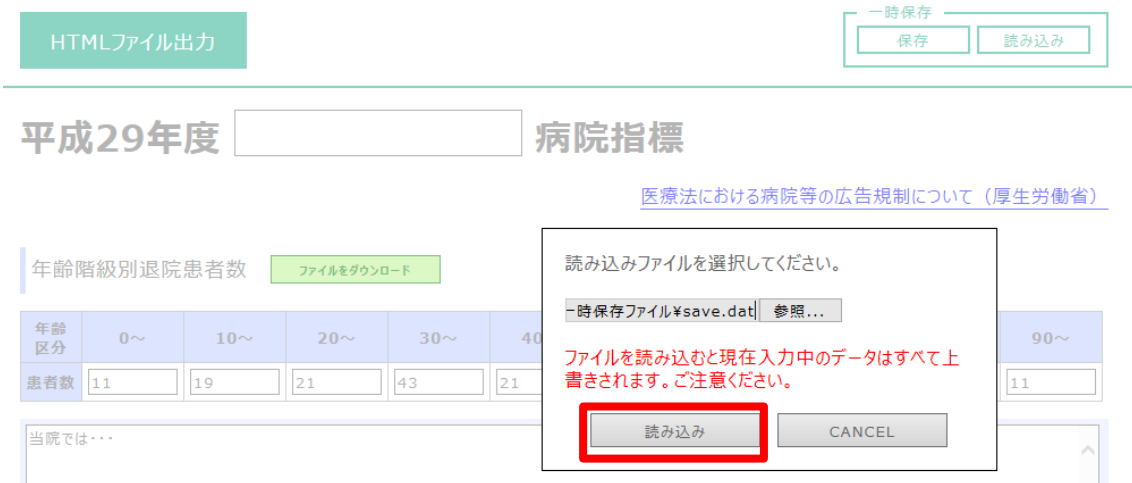 HTMLファイル出力
一時保存
保存
読み込み
平成29年度
病院指標
医療法における病院等の広告規制について（厚生労働省）
年齢階級別退院患者数
ファイルをダウンロード
読み込みファイルを選択してください。
一時保存ファイル¥save.dat
参照...
ファイルを読み込むと現在入力中のデータはすべて上
書きされます。ご注意ください。
読み込み
CANCEL
年齢
区分
0～
10～
20～
30～
40
90～
患者数
11
19
21
43
21
11
当院では・・・